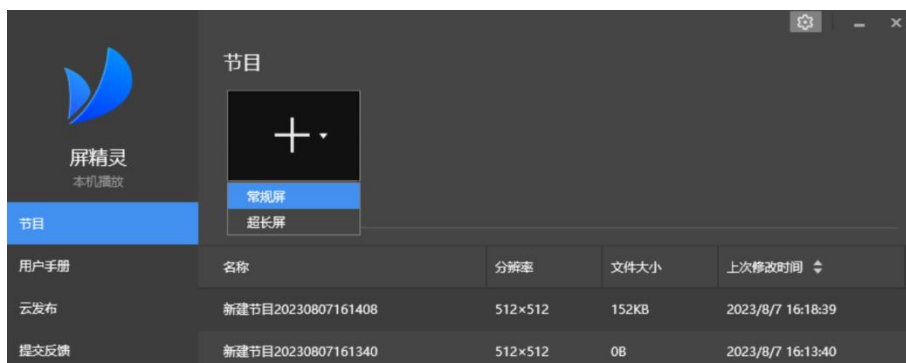 节目
屏精灵
本机播放
常规屏
超长屏
节目
用户手册
云发布
提交反馈
名称 分辨率 文件大小 上次修改时间
新建节目20230807161408 512×512 152KB 2023/8/7 16:18:39
新建节目20230807161340 512×512 0B 2023/8/7 16:13:40